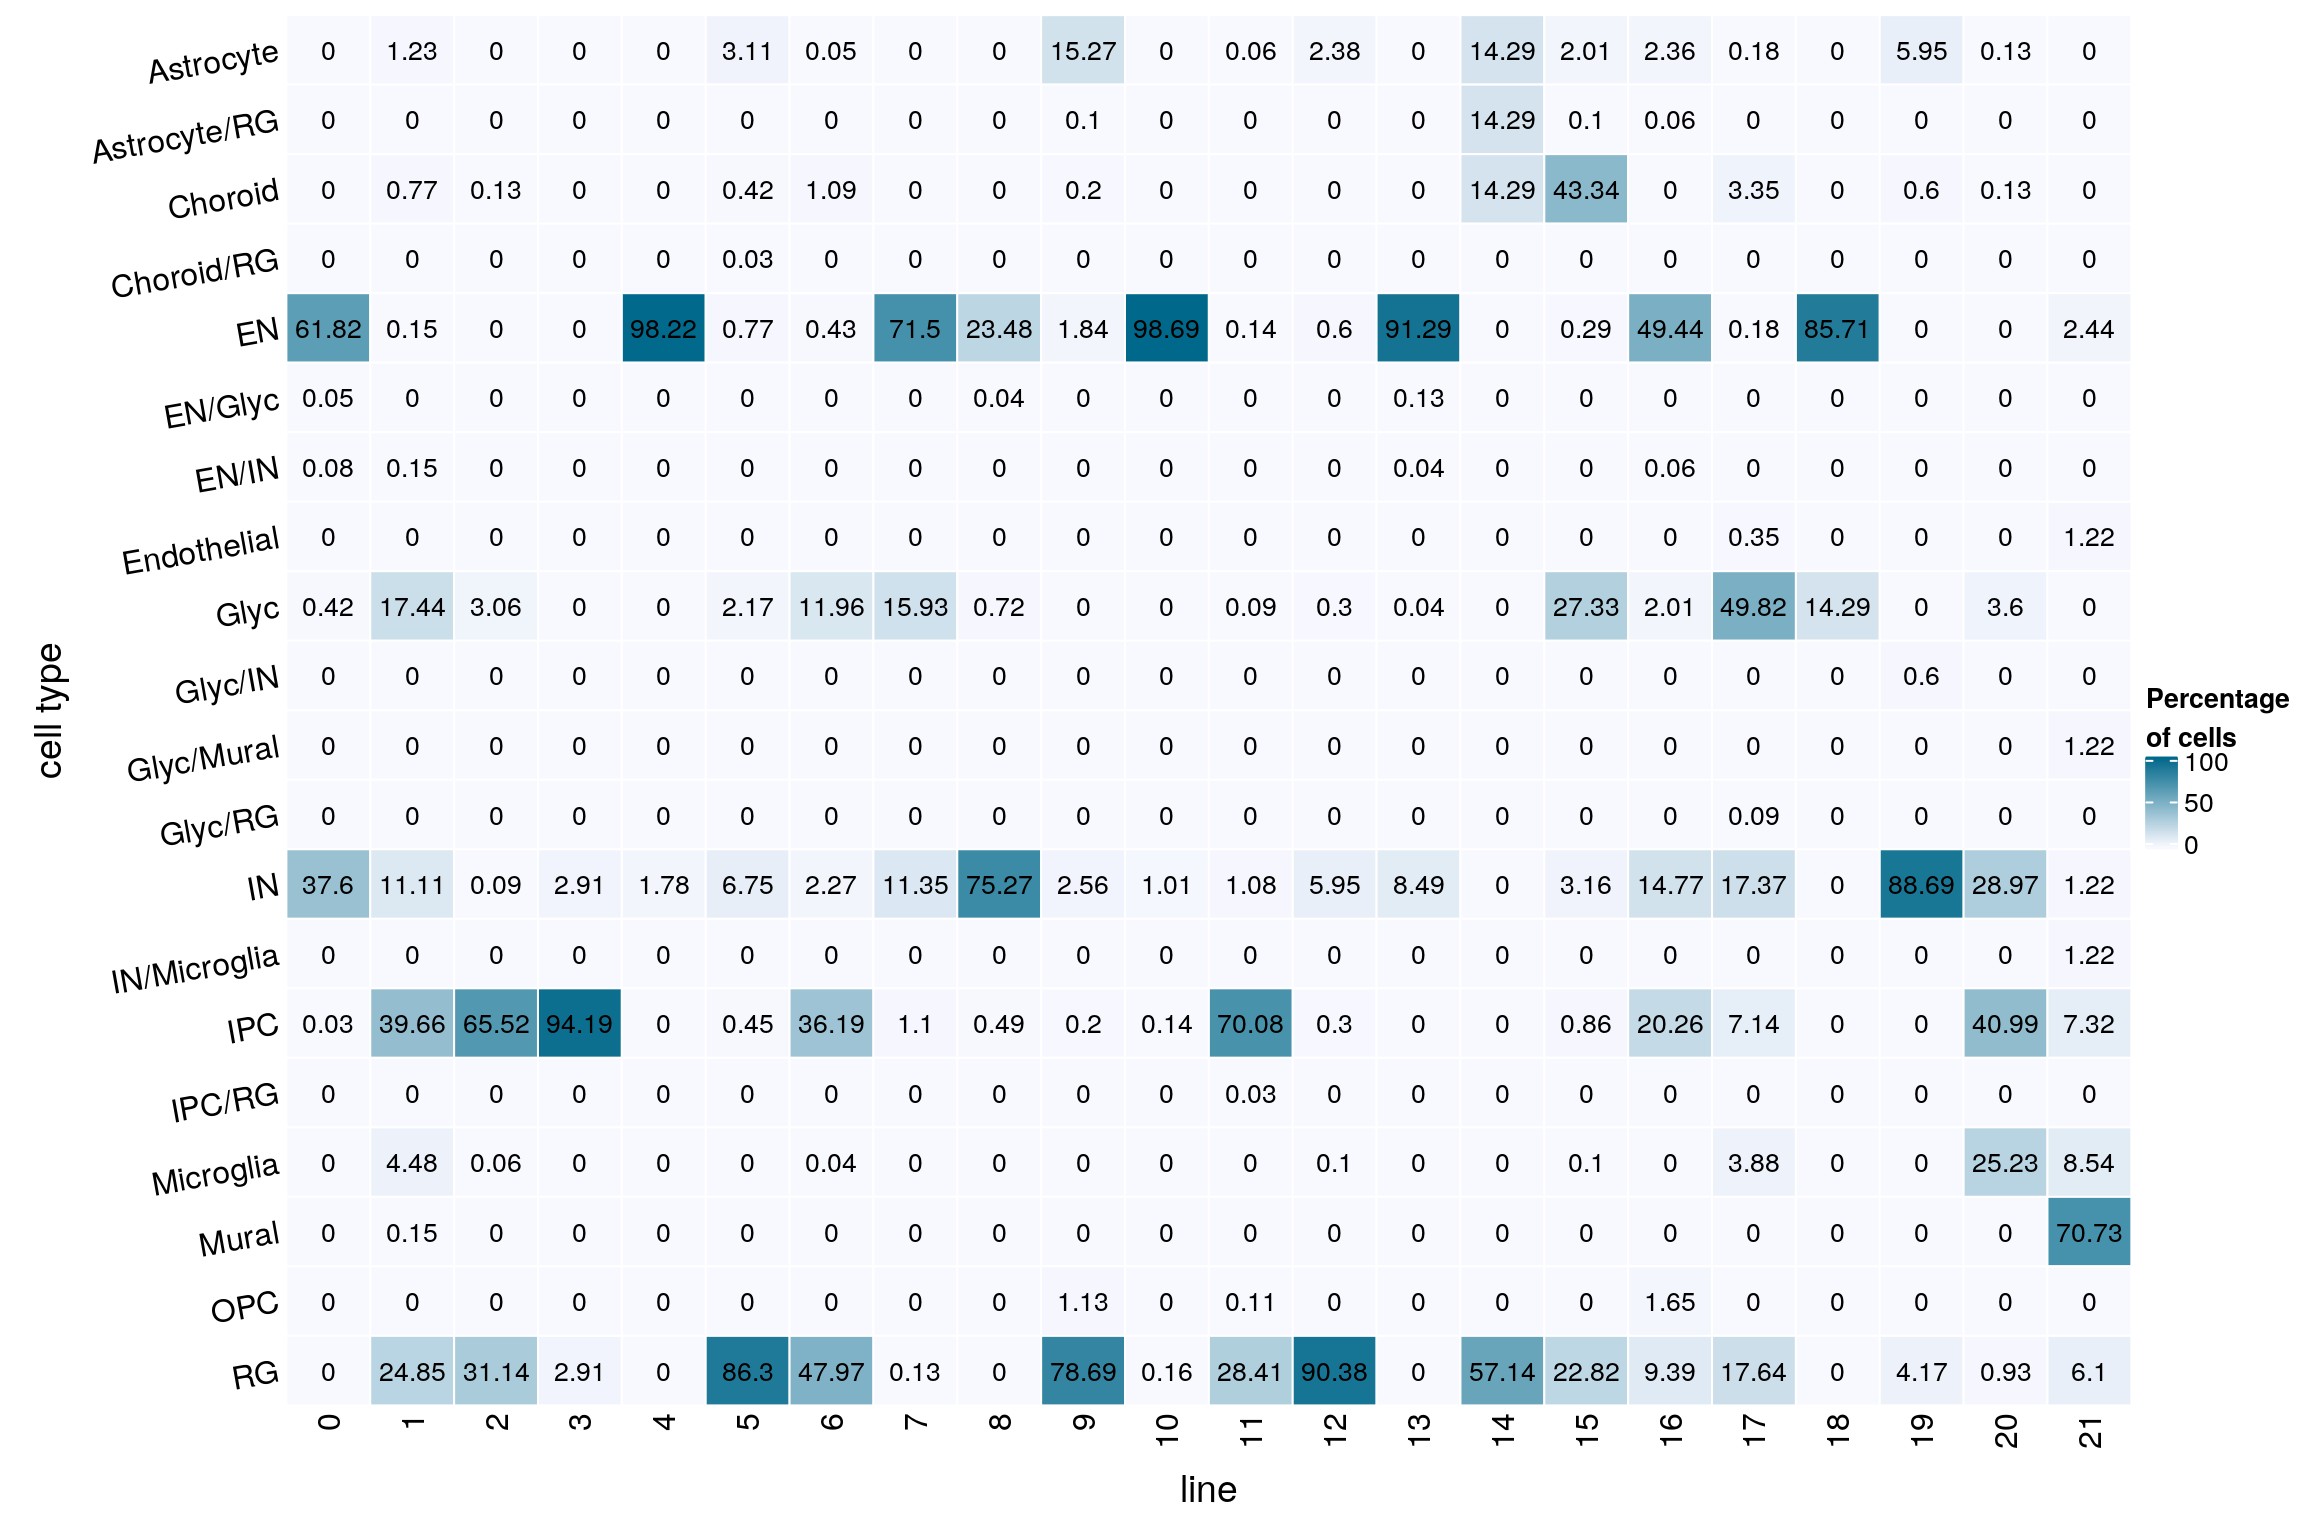 Astrocyte 0 1.23 0 0 0 3.11 0.05 0 0 15.27 0 0.06 2.38 0 14.29 2.01 2.36 0.18 0 5.95 0.13 0
Astrocyte/RG 0 0 0 0 0 0 0 0 0 0.1 0 0 0 0 14.29 0.1 0.06 0 0 0 0 0
Choroid 0 0.77 0.13 0 0 0.42 1.09 0 0 0.2 0 0 0 0 14.29 43.34 0 3.35 0 0.6 0.13 0
Choroid/RG 0 0 0 0 0 0.03 0 0 0 0 0 0 0 0 0 0 0 0 0 0 0 0
EN 61.82 0.15 0 0 98.22 0.77 0.43 71.5 23.48 1.84 98.69 0.14 0.6 91.29 0 0.29 49.44 0.18 85.71 0 0 2.44
EN/Glyc 0.05 0 0 0 0 0 0 0 0.04 0 0 0 0 0.13 0 0 0 0 0 0 0 0
EN/IN 0.08 0.15 0 0 0 0 0 0 0 0 0 0 0 0.04 0 0 0.06 0 0 0 0 0
Endothelial 0 0 0 0 0 0 0 0 0 0 0 0 0 0 0 0 0 0.35 0 0 0 1.22
Glyc 0.42 17.44 3.06 0 0 2.17 11.96 15.93 0.72 0 0 0.09 0.3 0.04 0 27.33 2.01 49.82 14.29 0 3.6 0
Glyc/IN 0 0 0 0 0 0 0 0 0 0 0 0 0 0 0 0 0 0 0 0.6 0 0
Glyc/Mural 0 0 0 0 0 0 0 0 0 0 0 0 0 0 0 0 0 0 0 0 0 1.22
Glyc/RG 0 0 0 0 0 0 0 0 0 0 0 0 0 0 0 0 0 0.09 0 0 0 0
IN 37.6 11.11 0.09 2.91 1.78 6.75 2.27 11.35 75.27 2.56 1.01 1.08 5.95 8.49 0 3.16 14.77 17.37 0 88.69 28.97 1.22
IN/Microglia 0 0 0 0 0 0 0 0 0 0 0 0 0 0 0 0 0 0 0 0 0 1.22
IPC 0.03 39.66 65.52 94.19 0 0.45 36.19 1.1 0.49 0.2 0.14 70.08 0.3 0 0 0.86 20.26 7.14 0 0 40.99 7.32
IPC/RG 0 0 0 0 0 0 0 0 0 0 0 0.03 0 0 0 0 0 0 0 0 0 0
Microglia 0 4.48 0.06 0 0 0 0.04 0 0 0 0 0 0.1 0 0 0.1 0 3.88 0 0 25.23 8.54
Mural 0 0.15 0 0 0 0 0 0 0 0 0 0 0 0 0 0 0 0 0 0 0 70.73
OPC 0 0 0 0 0 0 0 0 0 1.13 0 0.11 0 0 0 0 1.65 0 0 0 0 0
RG 0 24.85 31.14 2.91 0 86.3 47.97 0.13 0 78.69 0.16 28.41 90.38 0 57.14 22.82 9.39 17.64 0 4.17 0.93 6.1
0 1 2 3 4 5 6 7 8 9 10 11 12 13 14 15 16 17 18 19 20 21
line
cell type
Percentage
of cells
100
50
0